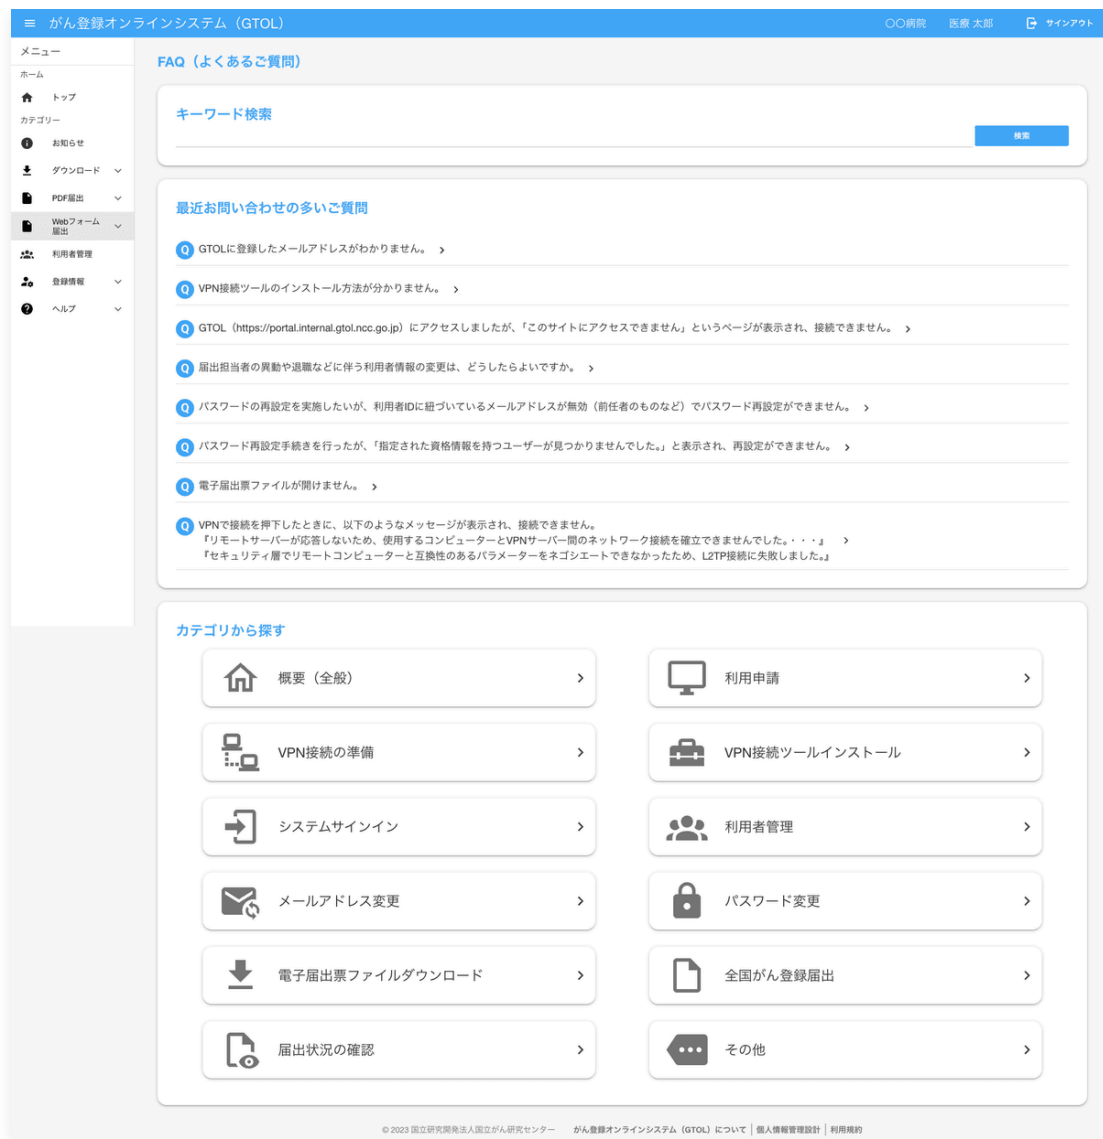 がん登録オンラインシステム（GTOL）
〇〇病院 医療 太郎 サインアウト
メニュー
ホーム
トップ
カテゴリー
お知らせ
ダウンロード
PDF届出
Webフォーム
届出
利用者管理
登録情報
ヘルプ
FAQ（よくあるご質問）
キーワード検索
検索
最近お問い合わせの多いご質問
Q GTOLに登録したメールアドレスがわかりません。
Q VPN接続ツールのインストール方法が分かりません。
Q GTOL（https://portal.internal.gtol.ncc.go.jp）にアクセスしましたが、「このサイトにアクセスできません」というページが表示され、接続できません。
Q 届出担当者の異動や退職などに伴う利用者情報の変更は、どうしたらよいですか。
Q パスワードの再設定を実施したいが、利用者IDに紐づいているメールアドレスが無効（前任者のものなど）でパスワード再設定ができません。
Q パスワード再設定手続きを行ったが、「指定された資格情報を持つユーザーが見つかりませんでした。」と表示され、再設定ができません。
Q 電子届出票ファイルが開けません。
Q VPNで接続を押下したときに、以下のようなメッセージが表示され、接続できません。
『リモートサーバーが応答しないため、使用するコンピューターとVPNサーバー間のネットワーク接続を確立できませんでした。・・・』
『セキュリティ層でリモートコンピューターと互換性のあるパラメーターをネゴシエートできなかったため、L2TP接続に失敗しました。』
カテゴリから探す
概要（全般）
利用申請
VPN接続の準備
VPN接続ツールインストール
システムサインイン
利用者管理
メールアドレス変更
パスワード変更
電子届出票ファイルダウンロード
全国がん登録届出
届出状況の確認
その他
© 2023 国立研究開発法人国立がん研究センター がん登録オンラインシステム（GTOL）について | 個人情報管理設計 | 利用規約